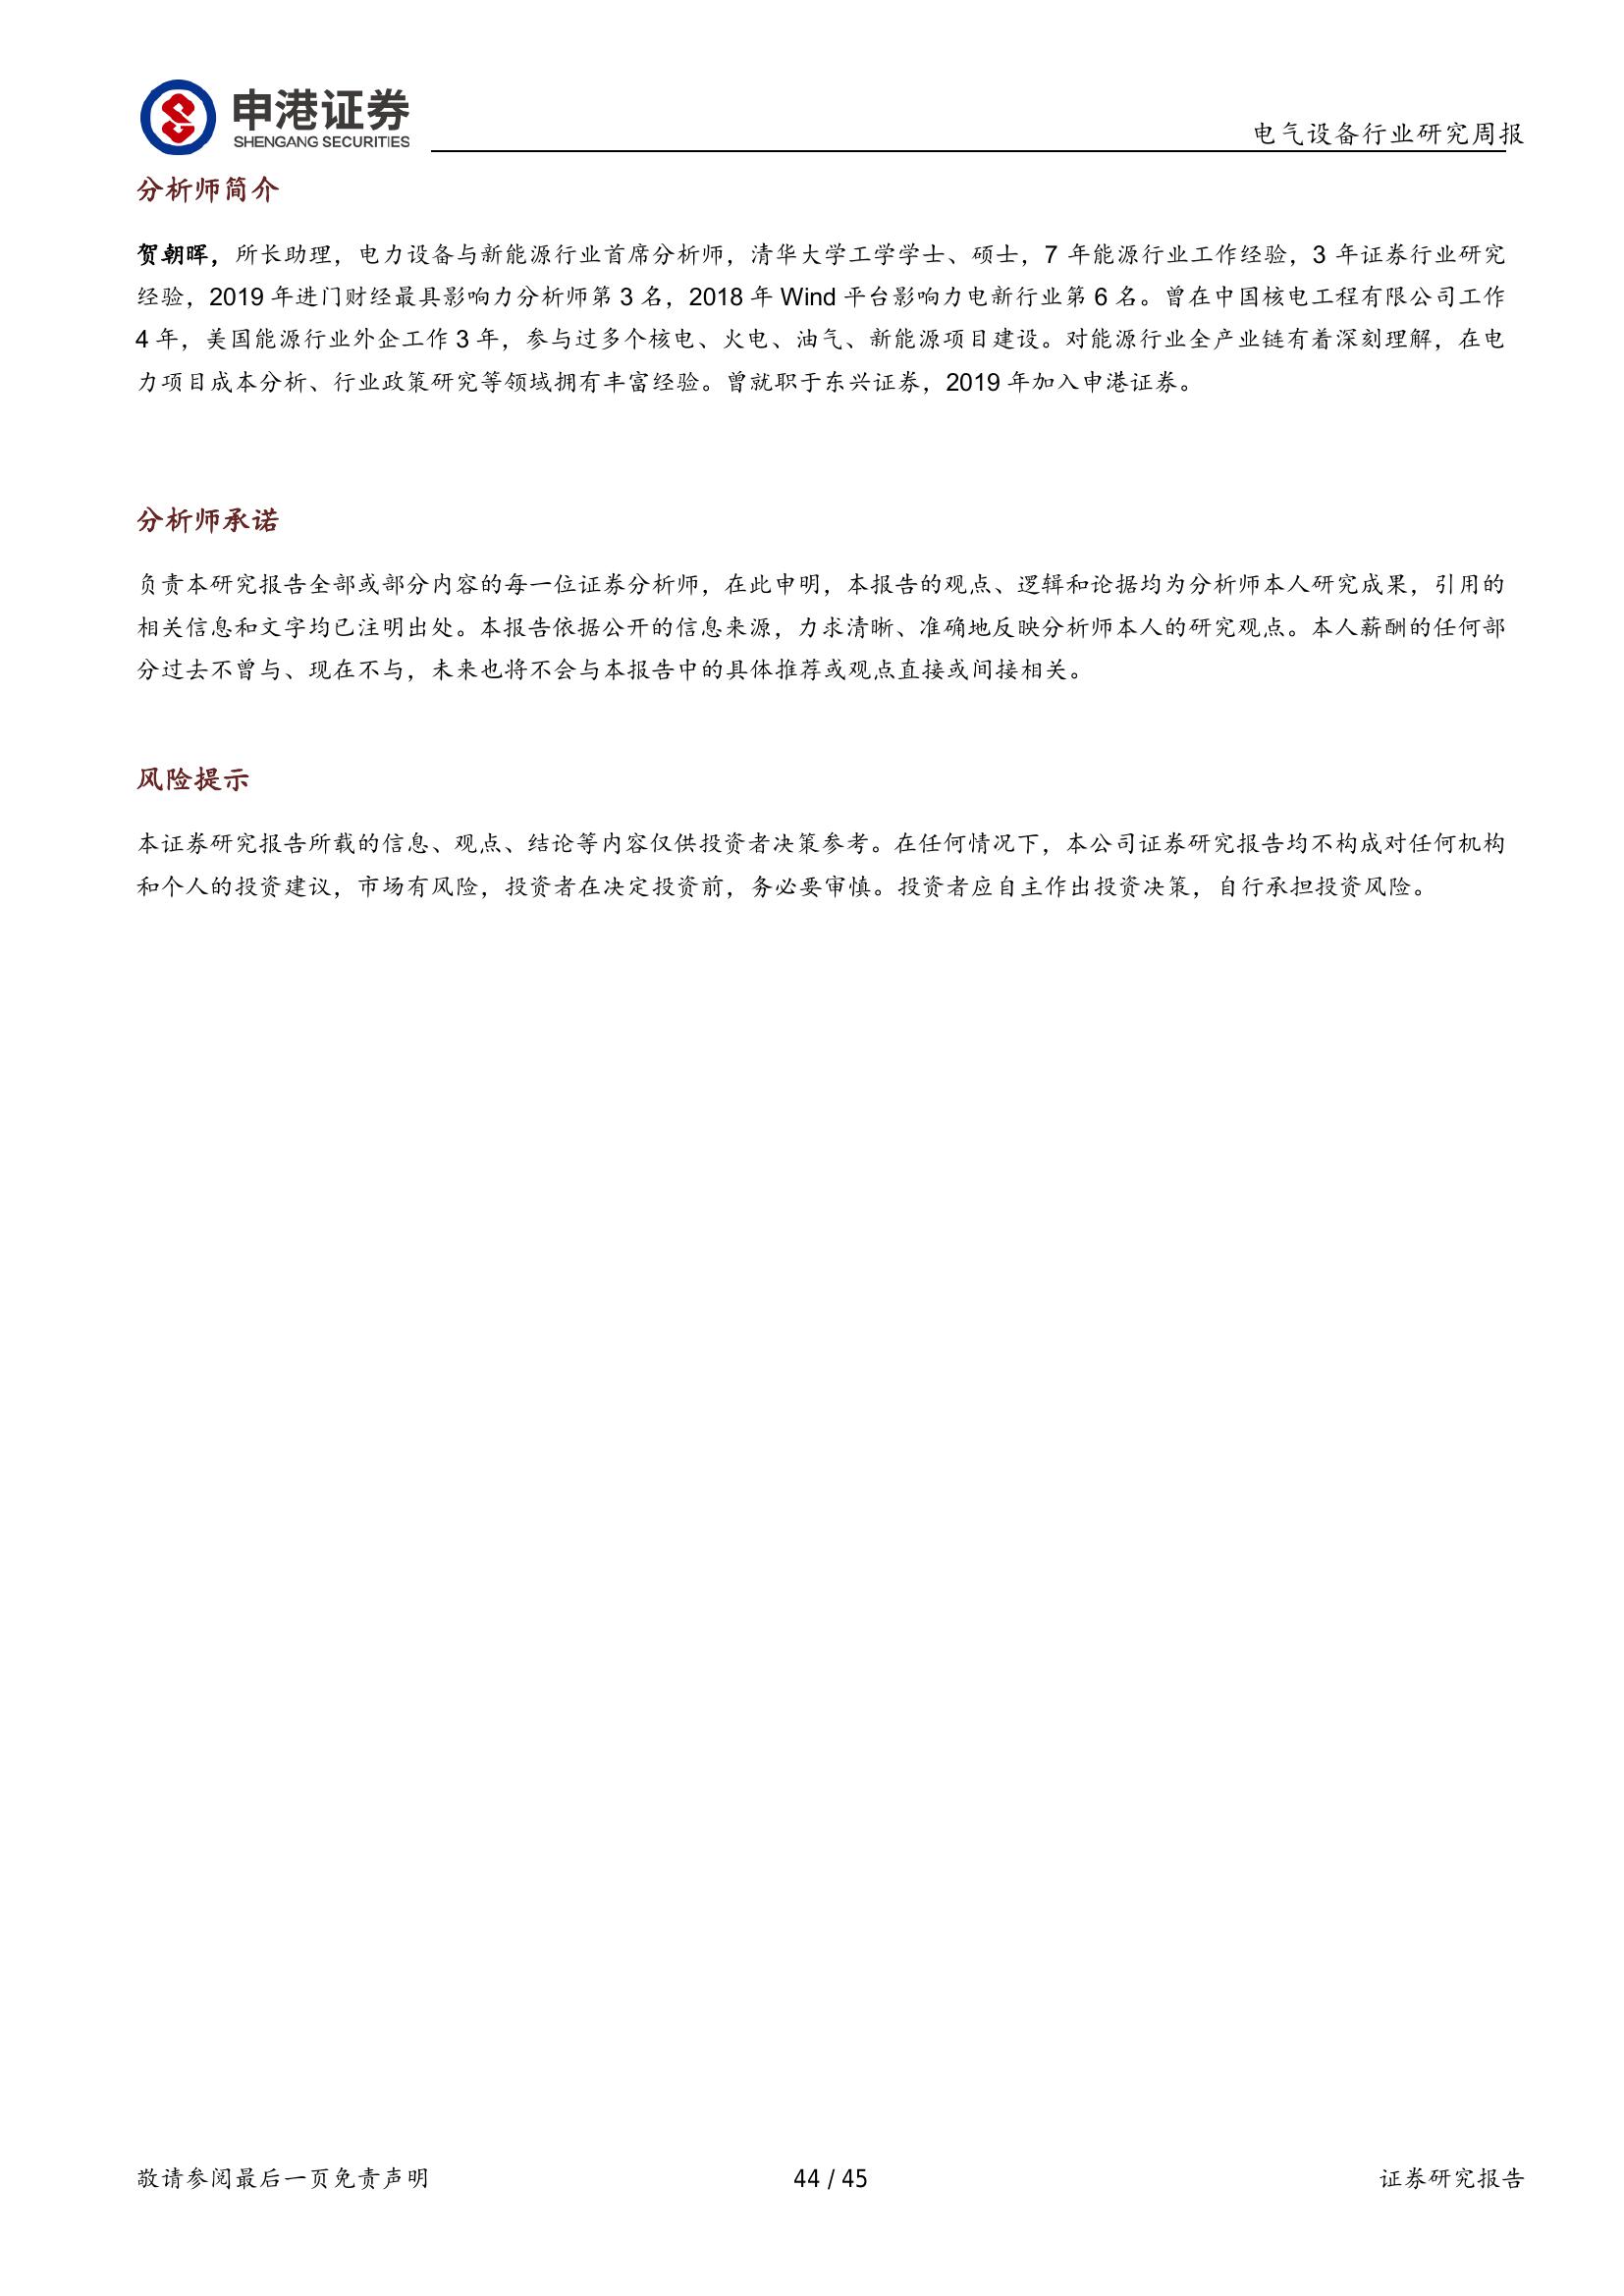 申港证券
SHENGANG SECURITIES
电气设备行业研究周报
分析师简介
贺朝晖，所长助理，电力设备与新能源行业首席分析师，清华大学工学学士、硕士，7 年能源行业工作经验，3 年证券行业研究
经验，2019 年进门财经最具影响力分析师第 3 名，2018 年 Wind 平台影响力电新行业第 6 名。曾在中国核电工程有限公司工作
4 年，美国能源行业外企工作 3 年，参与过多个核电、火电、油气、新能源项目建设。对能源行业全产业链有着深刻理解，在电
力项目成本分析、行业政策研究等领域拥有丰富经验。曾就职于东兴证券，2019 年加入申港证券。
分析师承诺
负责本研究报告全部或部分内容的每一位证券分析师，在此申明，本报告的观点、逻辑和论据均为分析师本人研究成果，引用的
相关信息和文字均已注明出处。本报告依据公开的信息来源，力求清晰、准确地反映分析师本人的研究观点。本人薪酬的任何部
分过去不曾与、现在不与，未来也将不会与本报告中的具体推荐或观点直接或间接相关。
风险提示
本证券研究报告所载的信息、观点、结论等内容仅供投资者决策参考。在任何情况下，本公司证券研究报告均不构成对任何机构
和个人的投资建议，市场有风险，投资者在决定投资前，务必要审慎。投资者应自主作出投资决策，自行承担投资风险。
敬请参阅最后一页免责声明
44 / 45
证券研究报告